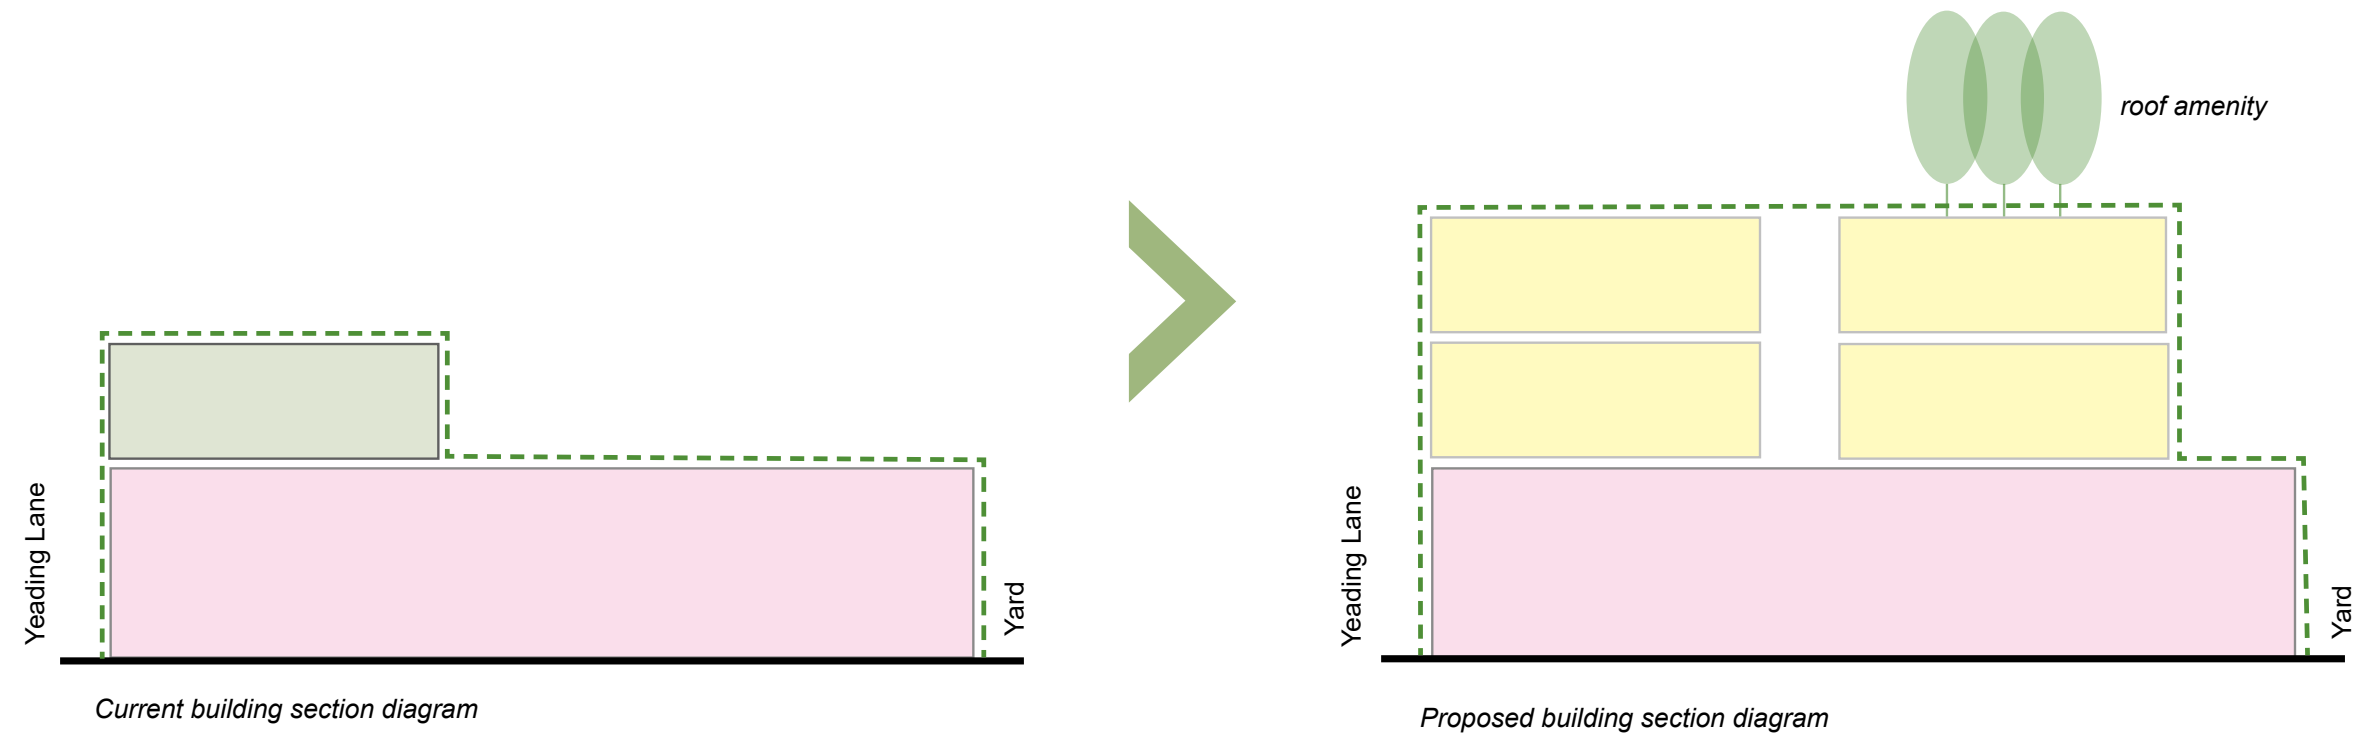 roof amenity
Yeading Lane
Yard
Yeading Lane
Yard
Current building section diagram
Proposed building section diagram